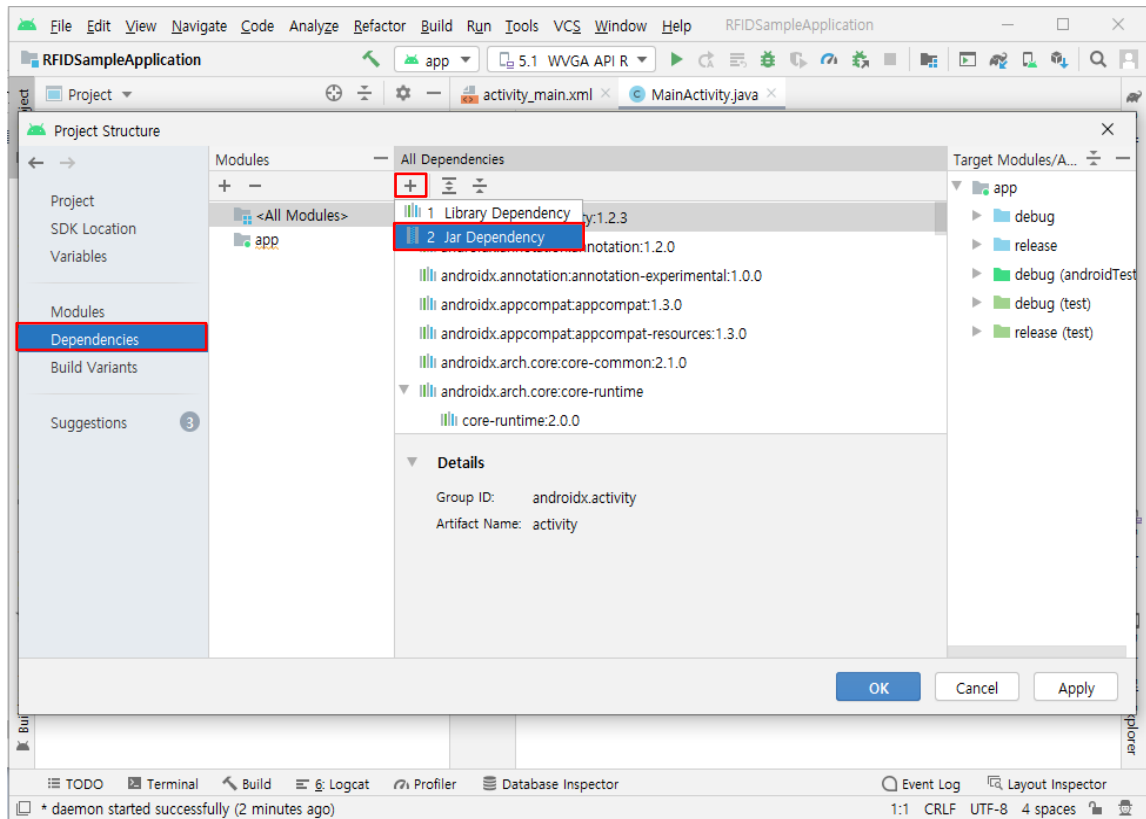 File Edit View Navigate Code Analyze Refactor Build Run Tools VCS Window Help RFIDSampleApplication
RFIDSampleApplication
app
5.1 WVGA API R
Project
activity_main.xml
MainActivity.java
Project Structure
Modules
All Dependencies
Target Modules/A...
Project
SDK Location
Variables
Modules
Dependencies
Build Variants
Suggestions
3
<All Modules>
app
1 Library Dependency
y:1.2.3
2 Jar Dependency
nnotation:1.2.0
androidx.annotation:annotation-experimental:1.0.0
androidx.appcompat:appcompat:1.3.0
androidx.appcompat:appcompat-resources:1.3.0
androidx.arch.core:core-common:2.1.0
androidx.arch.core:core-runtime
core-runtime:2.0.0
Details
Group ID: androidx.activity
Artifact Name: activity
app
debug
release
debug (androidTest
debug (test)
release (test)
OK
Cancel
Apply
Bui
plorer
TODO
Terminal
Build
6: Logcat
Profiler
Database Inspector
Event Log
Layout Inspector
* daemon started successfully (2 minutes ago)
1:1 CRLF UTF-8 4 spaces